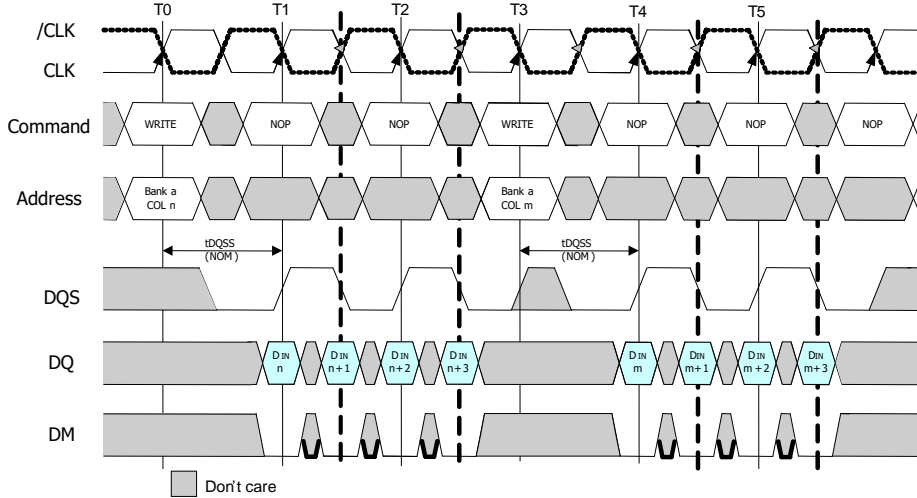 T0 T1 T2 T3 T4 T5
/CLK
CLK
Command WRITE NOP NOP WRITE NOP NOP NOP
Address Bank a COL n Bank a COL m
tDQSS (NOM) tDQSS (NOM)
DQS
DQ DIN n DIN n+1 DIN n+2 DIN n+3 DIN m DIN m+1 DIN m+2 DIN m+3
DM
Don't care